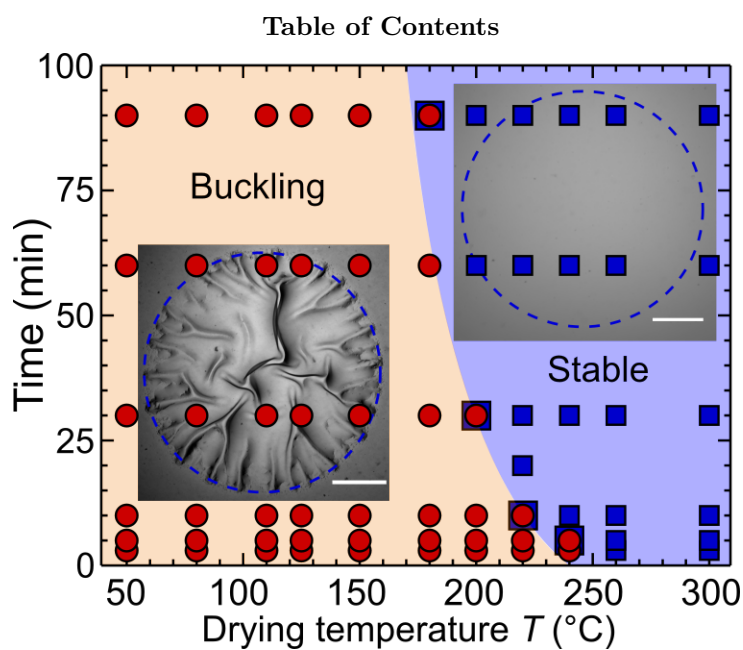 Table of Contents
100
75
50
25
0
Time (min)
Buckling
Stable
50
100
150
200
250
300
Drying temperature T (°C)